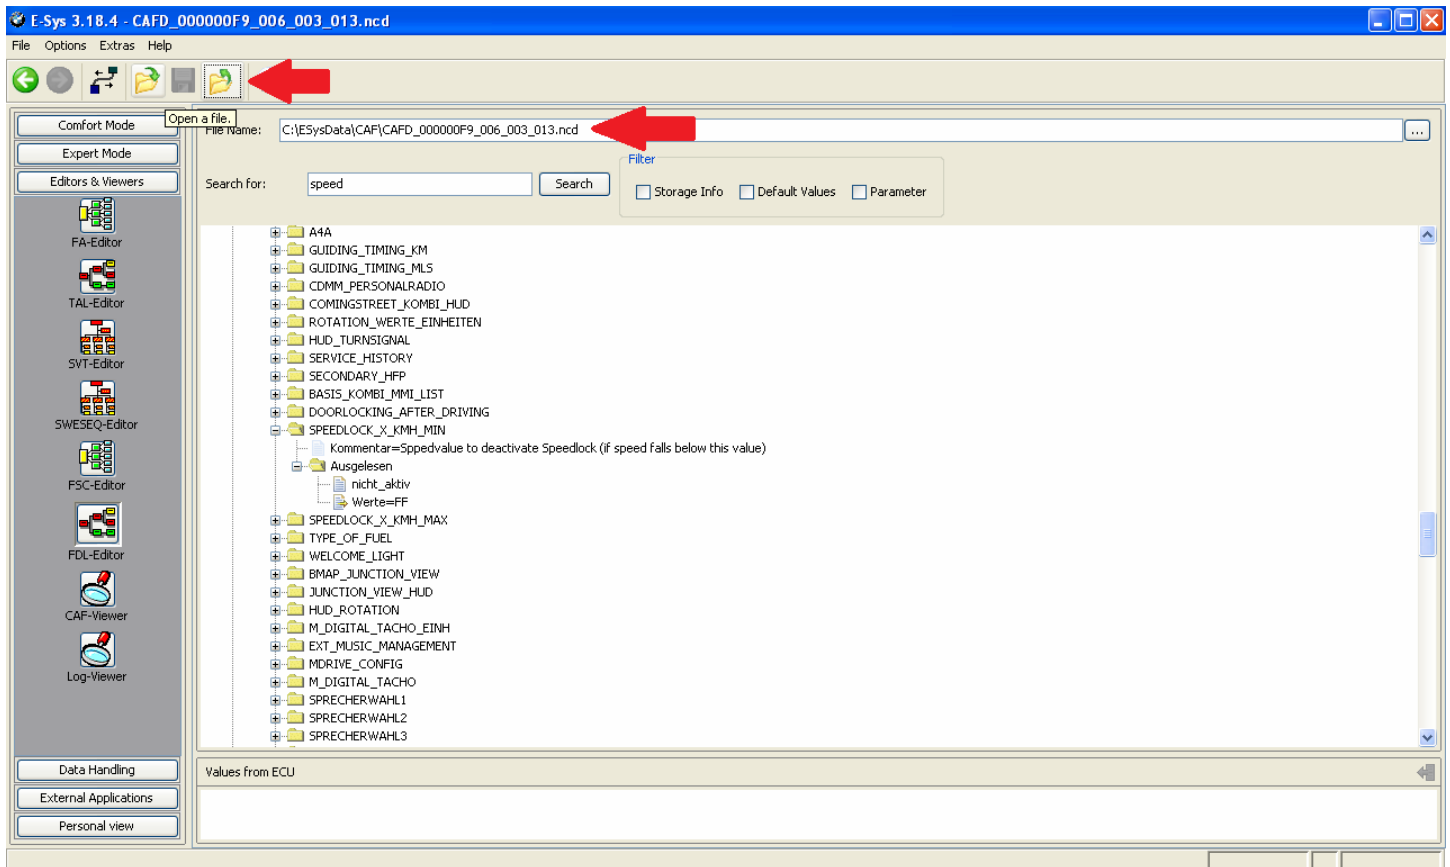 E-Sys 3.18.4 - CAFD_000000F9_006_003_013.ncd
File Options Extras Help
Open a file.
Comfort Mode
Expert Mode
Editors & Viewers
FA-Editor
TAL-Editor
SVT-Editor
SWESEQ-Editor
FSC-Editor
FDL-Editor
CAF-Viewer
Log-Viewer
Data Handling
External Applications
Personal view
File Name: C:\ESysData\CAF\CAFD_000000F9_006_003_013.ncd ...
Search for: speed Search
Filter
Storage Info Default Values Parameter
A4A
GUIDING_TIMING_KM
GUIDING_TIMING_MLS
CDMM_PERSONALRADIO
COMINGSTREET_KOMBI_HUD
ROTATION_WERTE_EINHEITEN
HUD_TURNSIGNAL
SERVICE_HISTORY
SECONDARY_HFP
BASIS_KOMBI_MMI_LIST
DOORLOCKING_AFTER_DRIVING
SPEEDLOCK_X_KMH_MIN
Kommentar=Sppedvalue to deactivate Speedlock (if speed falls below this value)
Ausgelesen
nicht_aktiv
Werte=FF
SPEEDLOCK_X_KMH_MAX
TYPE_OF_FUEL
WELCOME_LIGHT
BMAP_JUNCTION_VIEW
JUNCTION_VIEW_HUD
HUD_ROTATION
M_DIGITAL_TACHO_EINH
EXT_MUSIC_MANAGEMENT
MDRIVE_CONFIG
M_DIGITAL_TACHO
SPRECHERWAHL1
SPRECHERWAHL2
SPRECHERWAHL3
Values from ECU